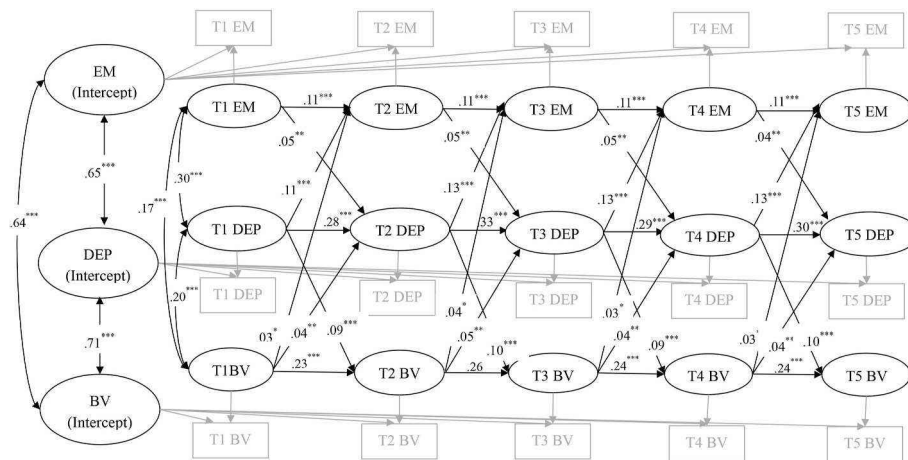 T1 EM
T2 EM
T3 EM
T4 EM
T5 EM
EM
(Intercept)
T1 EM
.11***
T2 EM
.11***
T3 EM
.11***
T4 EM
.11***
T5 EM
.05**
.05**
.05**
.04**
.65***
.30***
.11***
.13***
.13***
.13***
.17***
.64***
T1 DEP
.28***
T2 DEP
.33***
T3 DEP
.29***
T4 DEP
.30***
T5 DEP
DEP
(Intercept)
T1 DEP
T2 DEP
T3 DEP
T4 DEP
T5 DEP
.20***
.71***
.03*
.04**
.09***
.04*
.05**
.10***
.03*
.04**
.09***
.03*
.04**
.10***
T1BV
.23***
T2 BV
.26
T3 BV
.24***
T4 BV
.24***
T5 BV
BV
(Intercept)
T1 BV
T2 BV
T3 BV
T4 BV
T5 BV